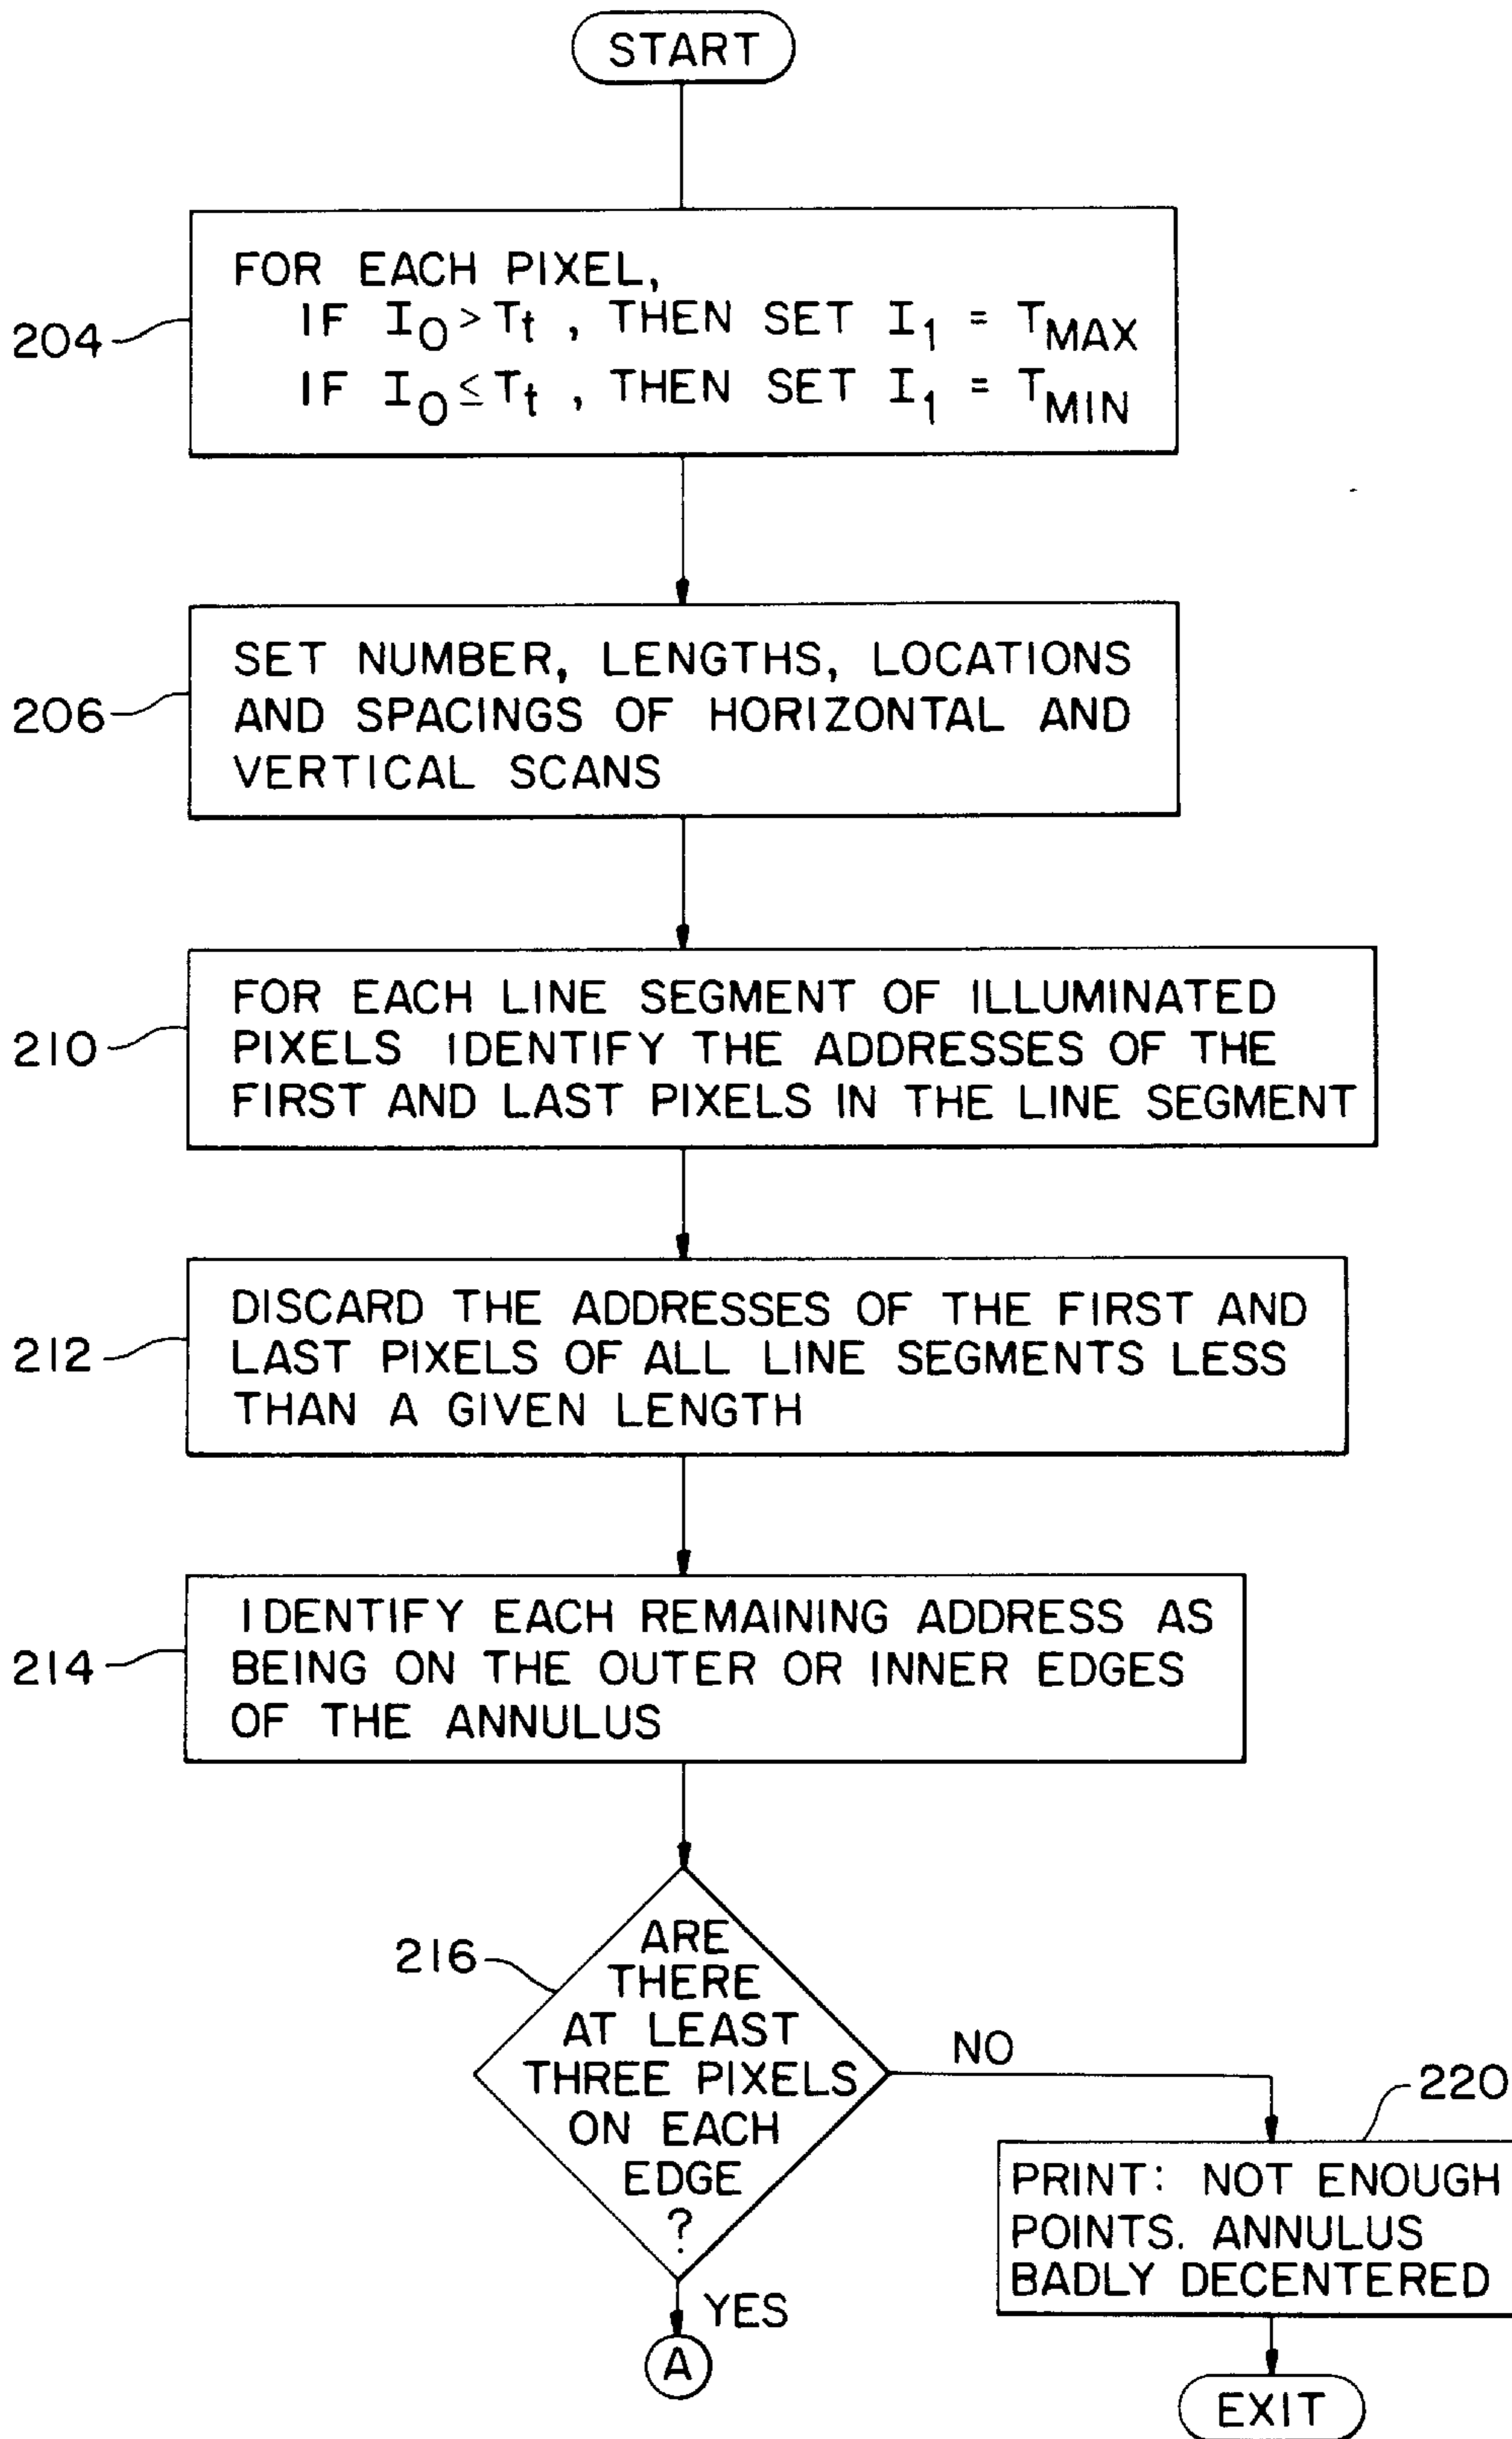 START
204
FOR EACH PIXEL,
IF I0 > Tt , THEN SET I1 = TMAX
IF I0 ≤ Tt , THEN SET I1 = TMIN
206
SET NUMBER, LENGTHS, LOCATIONS
AND SPACINGS OF HORIZONTAL AND
VERTICAL SCANS
210
FOR EACH LINE SEGMENT OF ILLUMINATED
PIXELS IDENTIFY THE ADDRESSES OF THE
FIRST AND LAST PIXELS IN THE LINE SEGMENT
212
DISCARD THE ADDRESSES OF THE FIRST AND
LAST PIXELS OF ALL LINE SEGMENTS LESS
THAN A GIVEN LENGTH
214
IDENTIFY EACH REMAINING ADDRESS AS
BEING ON THE OUTER OR INNER EDGES
OF THE ANNULUS
216
ARE
THERE
AT LEAST
THREE PIXELS
ON EACH
EDGE
?
NO
220
PRINT: NOT ENOUGH
POINTS. ANNULUS
BADLY DECENTERED
YES
A
EXIT